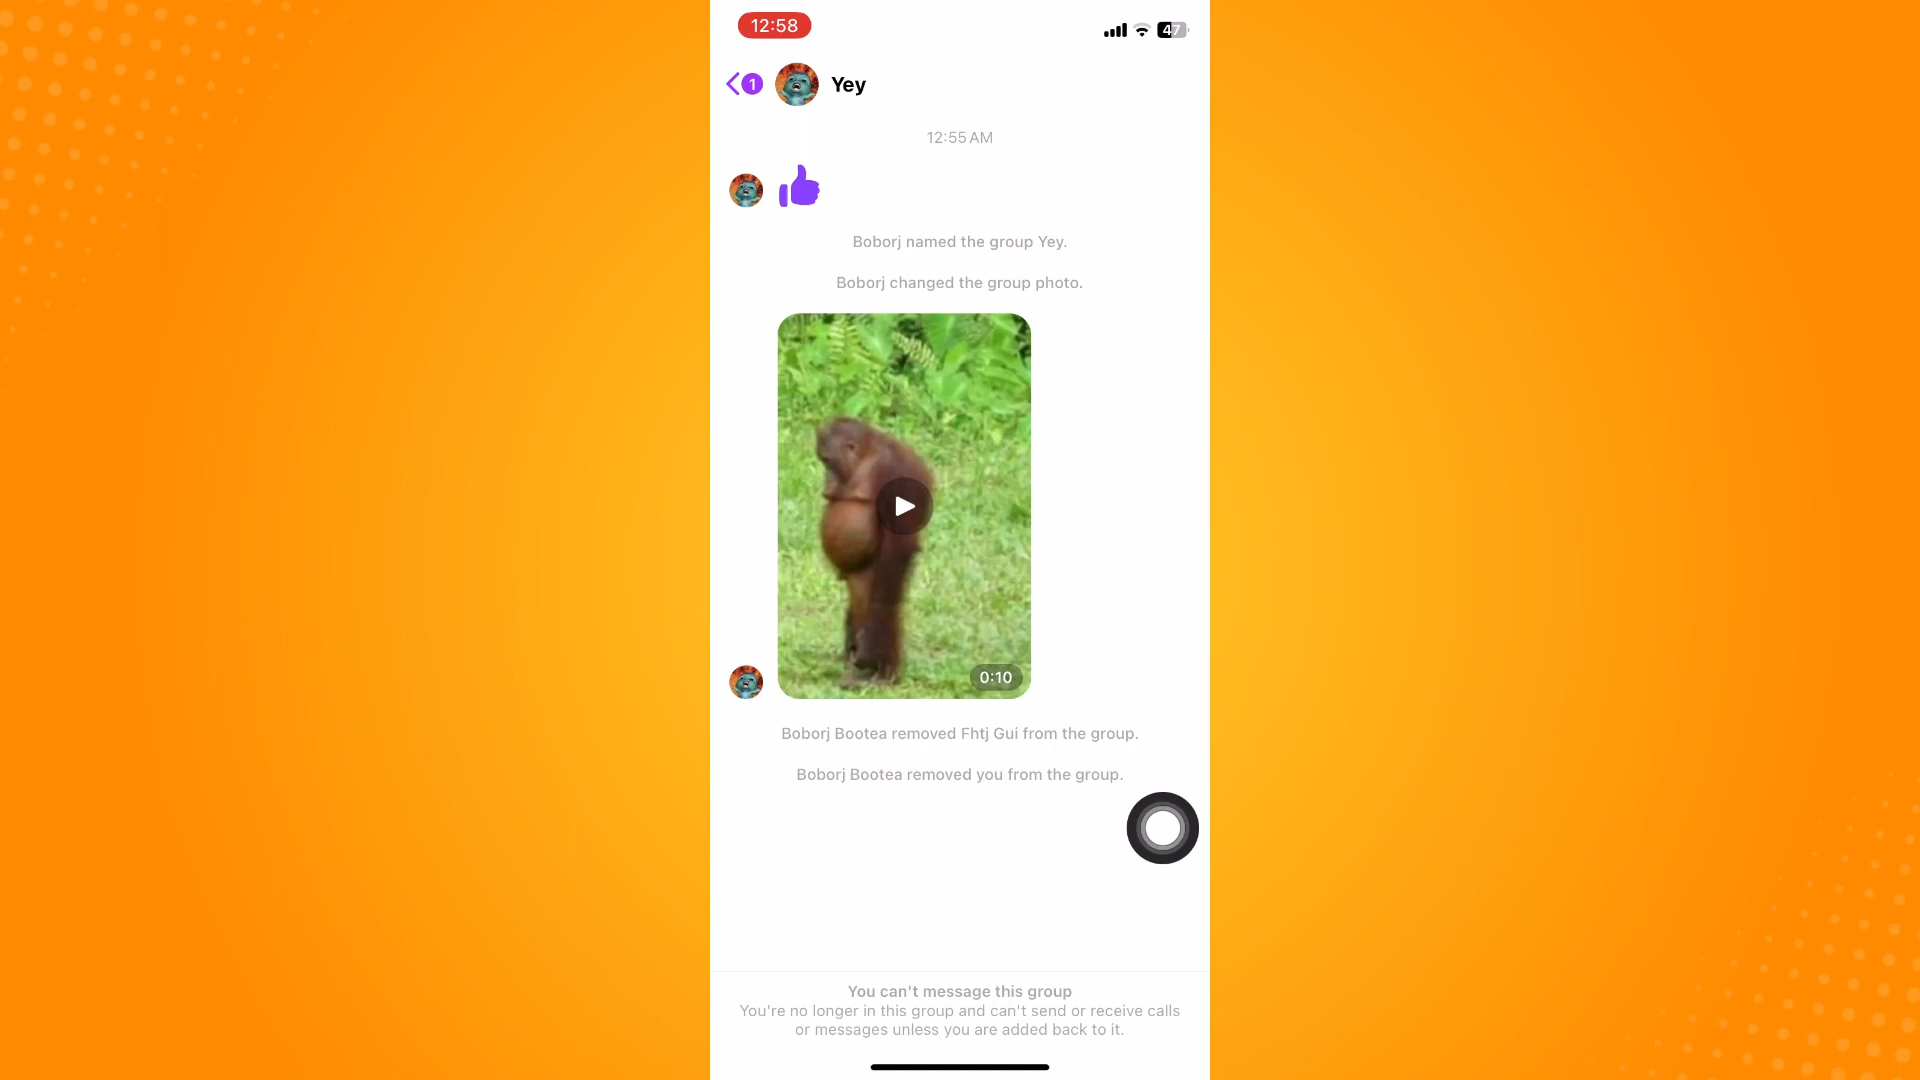 12:58
47
1
Yey
12:55 AM
Boborj named the group Yey.
Boborj changed the group photo.
0:10
Boborj Bootea removed Fhtj Gui from the group.
Boborj Bootea removed you from the group.
You can't message this group
You're no longer in this group and can't send or receive calls
or messages unless you are added back to it.